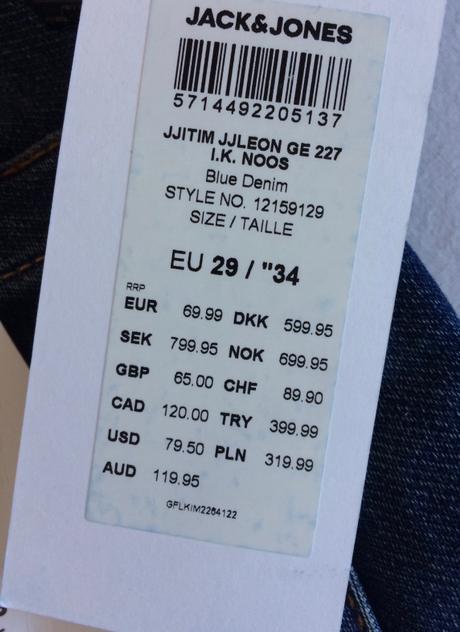 JACK&JONES
5714492205137
JJITIM JJLEON GE 227
I.K. NOOS
Blue Denim
STYLE NO. 12159129
SIZE / TAILLE
EU 29 / "34
RRP
EUR 69.99 DKK 599.95
SEK 799.95 NOK 699.95
GBP 65.00 CHF 89.90
CAD 120.00 TRY 399.99
USD 79.50 PLN 319.99
AUD 119.95
GFLKIM2264122